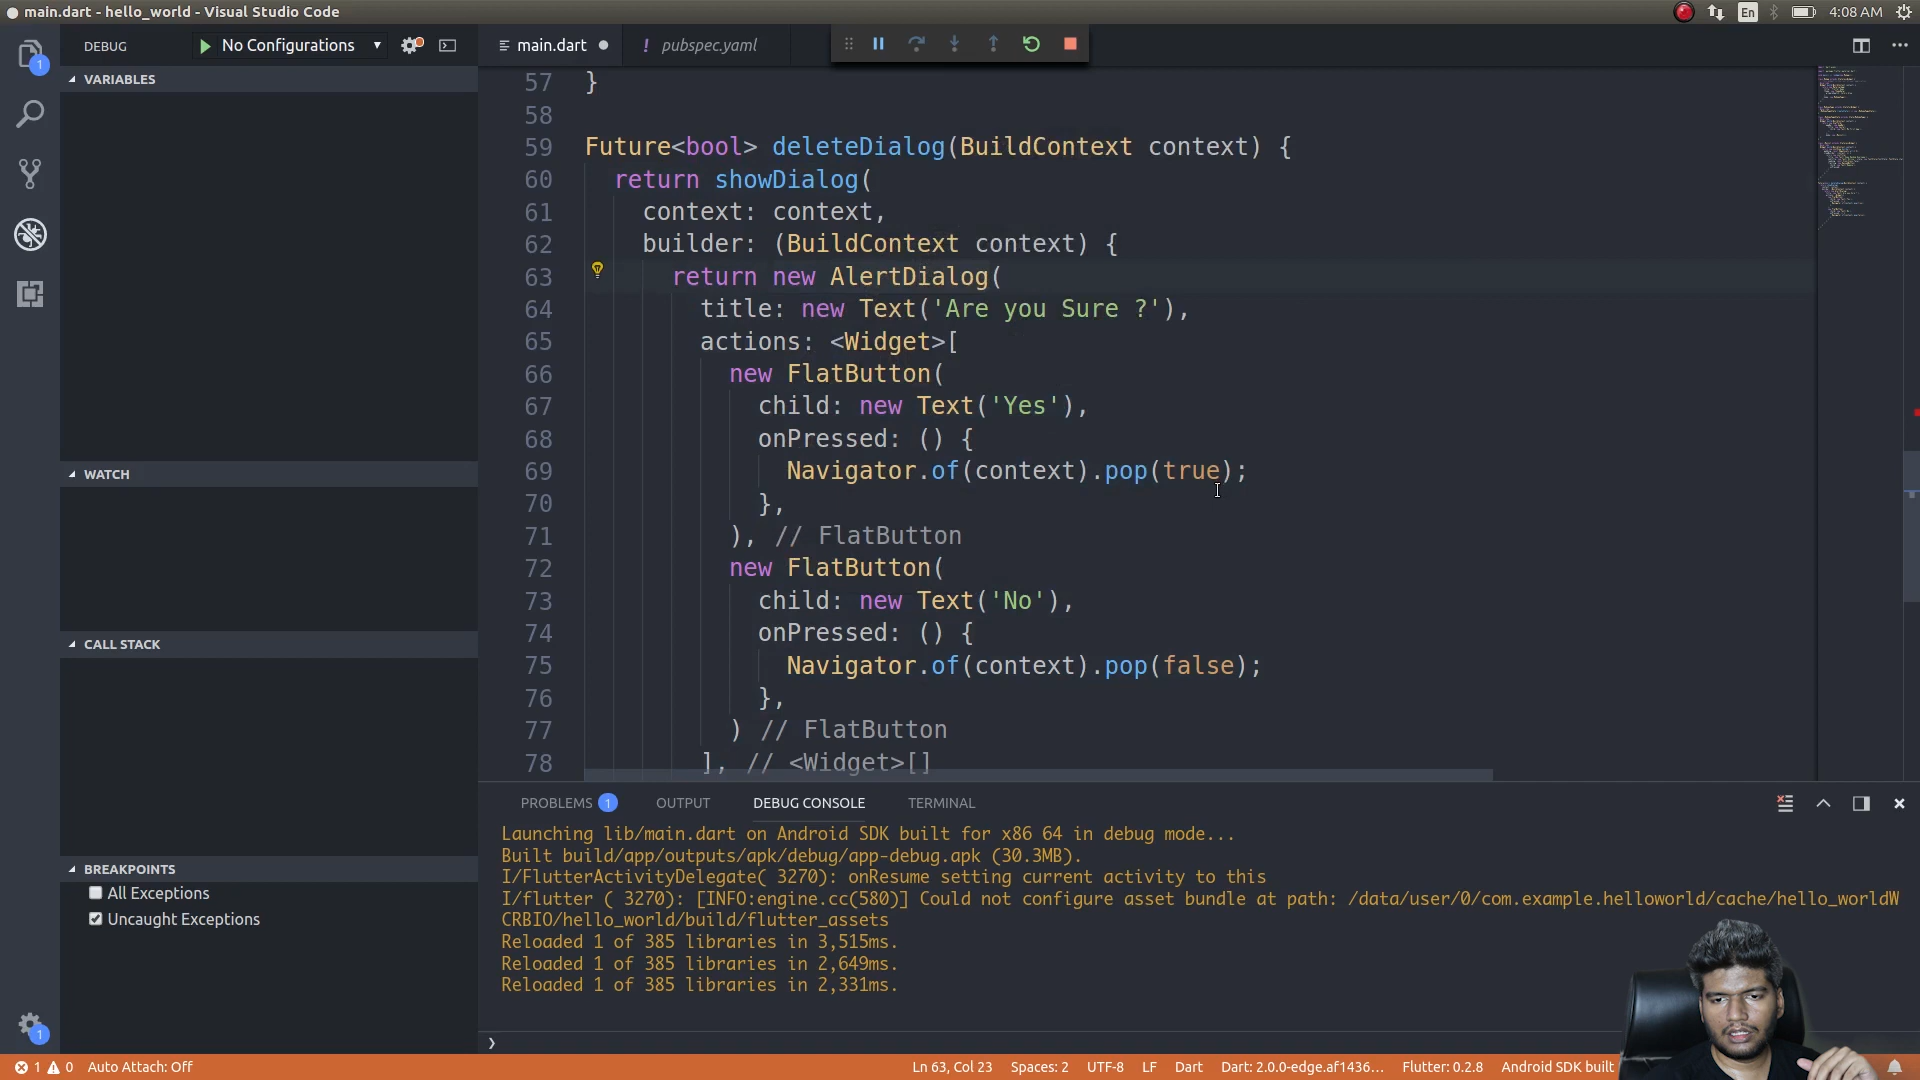 main.dart - hello_world - Visual Studio Code
En
4:08 AM
1
DEBUG
No Configurations
main.dart
! pubspec.yaml
VARIABLES
WATCH
CALL STACK
BREAKPOINTS
All Exceptions
Uncaught Exceptions
57 }
58
59 Future<bool> deleteDialog(BuildContext context) {
60 return showDialog(
61 context: context,
62 builder: (BuildContext context) {
63 return new AlertDialog(
64 title: new Text('Are you Sure ?'),
65 actions: <Widget>[
66 new FlatButton(
67 child: new Text('Yes'),
68 onPressed: () {
69 Navigator.of(context).pop(true);
70 },
71 ), // FlatButton
72 new FlatButton(
73 child: new Text('No'),
74 onPressed: () {
75 Navigator.of(context).pop(false);
76 },
77 ) // FlatButton
78 ], // <Widget>[]
PROBLEMS 1 OUTPUT DEBUG CONSOLE TERMINAL
Launching lib/main.dart on Android SDK built for x86 64 in debug mode...
Built build/app/outputs/apk/debug/app-debug.apk (30.3MB).
I/FlutterActivityDelegate( 3270): onResume setting current activity to this
I/flutter ( 3270): [INFO:engine.cc(580)] Could not configure asset bundle at path: /data/user/0/com.example.helloworld/cache/hello_worldW
CRBIO/hello_world/build/flutter_assets
Reloaded 1 of 385 libraries in 3,515ms.
Reloaded 1 of 385 libraries in 2,649ms.
Reloaded 1 of 385 libraries in 2,331ms.
1
1 0 Auto Attach: Off
Ln 63, Col 23 Spaces: 2 UTF-8 LF Dart Dart: 2.0.0-edge.af1436... Flutter: 0.2.8 Android SDK built